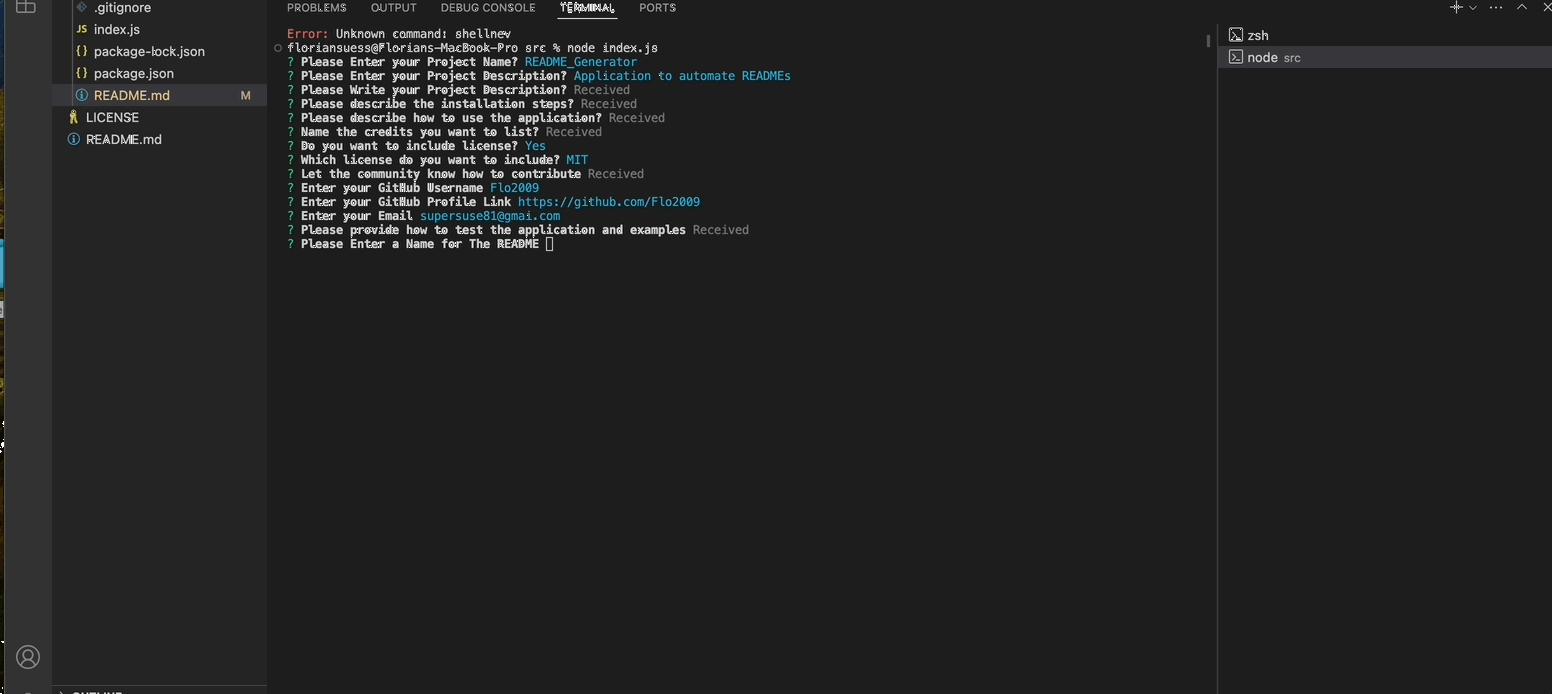 .gitignore
index.js
package-lock.json
package.json
README.md M
LICENSE
README.md
PROBLEMS OUTPUT DEBUG CONSOLE TERMINAL PORTS
Error: Unknown command: shellnev
floriansuess@Florians-MacBook-Pro src % node index.js
? Please Enter your Project Name? README_Generator
? Please Enter your Project Description? Application to automate READMEs
? Please Write your Project Description? Received
? Please describe the installation steps? Received
? Please describe how to use the application? Received
? Name the credits you want to list? Received
? Do you want to include license? Yes
? Which license do you want to include? MIT
? Let the community know how to contribute Received
? Enter your GitHub Username Flo2009
? Enter your GitHub Profile Link https://github.com/Flo2009
? Enter your Email supersuse81@gmai.com
? Please provide how to test the application and examples Received
? Please Enter a Name for The README
zsh
node src
OUTLINE